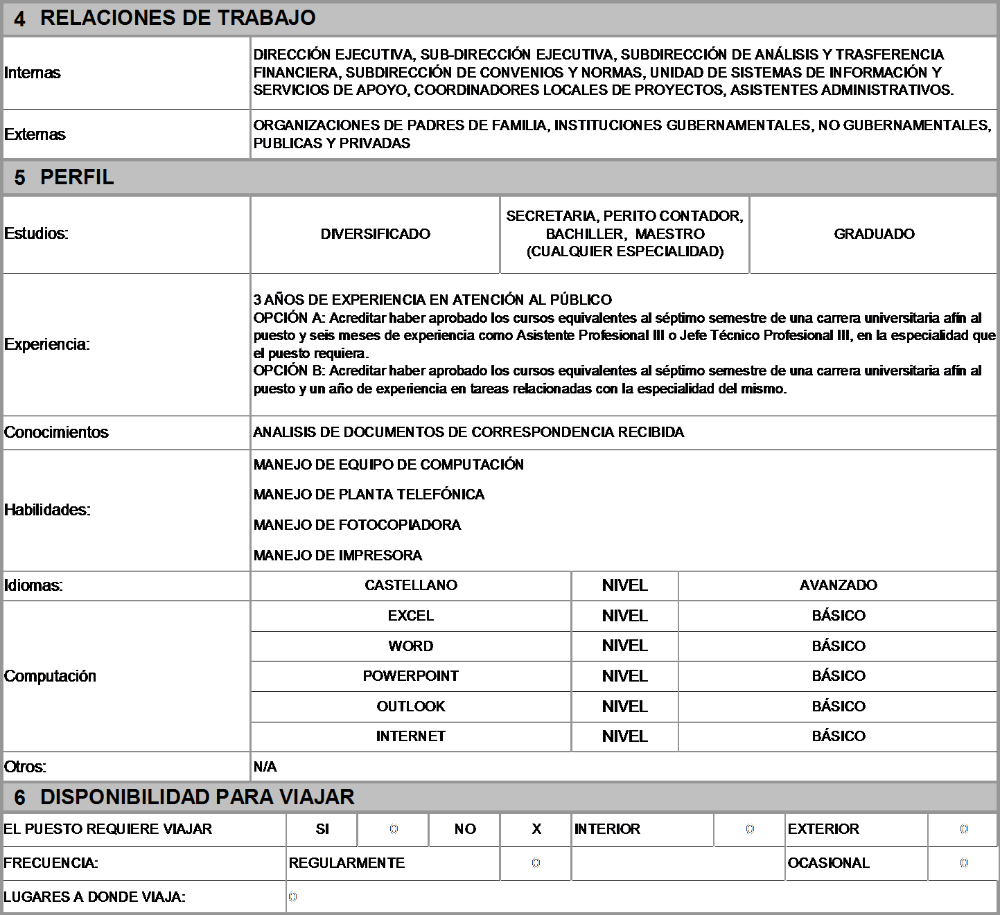 4 RELACIONES DE TRABAJO
Internas
DIRECCIÓN EJECUTIVA, SUB-DIRECCIÓN EJECUTIVA, SUBDIRECCIÓN DE ANÁLISIS Y TRASFERENCIA
FINANCIERA, SUBDIRECCIÓN DE CONVENIOS Y NORMAS, UNIDAD DE SISTEMAS DE INFORMACIÓN Y
SERVICIOS DE APOYO, COORDINADORES LOCALES DE PROYECTOS, ASISTENTES ADMINISTRATIVOS.
Externas
ORGANIZACIONES DE PADRES DE FAMILIA, INSTITUCIONES GUBERNAMENTALES, NO GUBERNAMENTALES,
PUBLICAS Y PRIVADAS
5 PERFIL
Estudios:
DIVERSIFICADO
SECRETARIA, PERITO CONTADOR,
BACHILLER, MAESTRO
(CUALQUIER ESPECIALIDAD)
GRADUADO
Experiencia:
3 AÑOS DE EXPERIENCIA EN ATENCIÓN AL PÚBLICO
OPCIÓN A: Acreditar haber aprobado los cursos equivalentes al séptimo semestre de una carrera universitaria afín al
puesto y seis meses de experiencia como Asistente Profesional III o Jefe Técnico Profesional III, en la especialidad que
el puesto requiera.
OPCIÓN B: Acreditar haber aprobado los cursos equivalentes al séptimo semestre de una carrera universitaria afín al
puesto y un año de experiencia en tareas relacionadas con la especialidad del mismo.
Conocimientos
ANALISIS DE DOCUMENTOS DE CORRESPONDENCIA RECIBIDA
Habilidades:
MANEJO DE EQUIPO DE COMPUTACIÓN
MANEJO DE PLANTA TELEFÓNICA
MANEJO DE FOTOCOPIADORA
MANEJO DE IMPRESORA
Idiomas: CASTELLANO NIVEL AVANZADO
Computación
EXCEL NIVEL BÁSICO
WORD NIVEL BÁSICO
POWERPOINT NIVEL BÁSICO
OUTLOOK NIVEL BÁSICO
INTERNET NIVEL BÁSICO
Otros: N/A
6 DISPONIBILIDAD PARA VIAJAR
EL PUESTO REQUIERE VIAJAR SI 0 NO X INTERIOR 0 EXTERIOR 0
FRECUENCIA: REGULARMENTE 0 OCASIONAL 0
LUGARES A DONDE VIAJA: 0